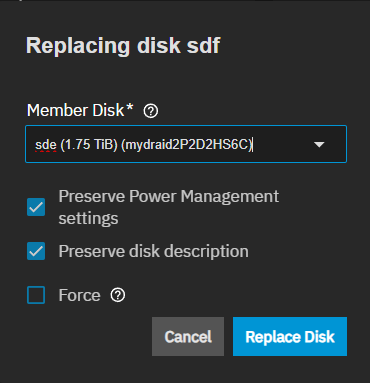 Replacing disk sdf
Member Disk*
sde (1.75 TiB) (mydraid2P2D2HS6C)
Preserve Power Management
settings
Preserve disk description
Force
Cancel
Replace Disk